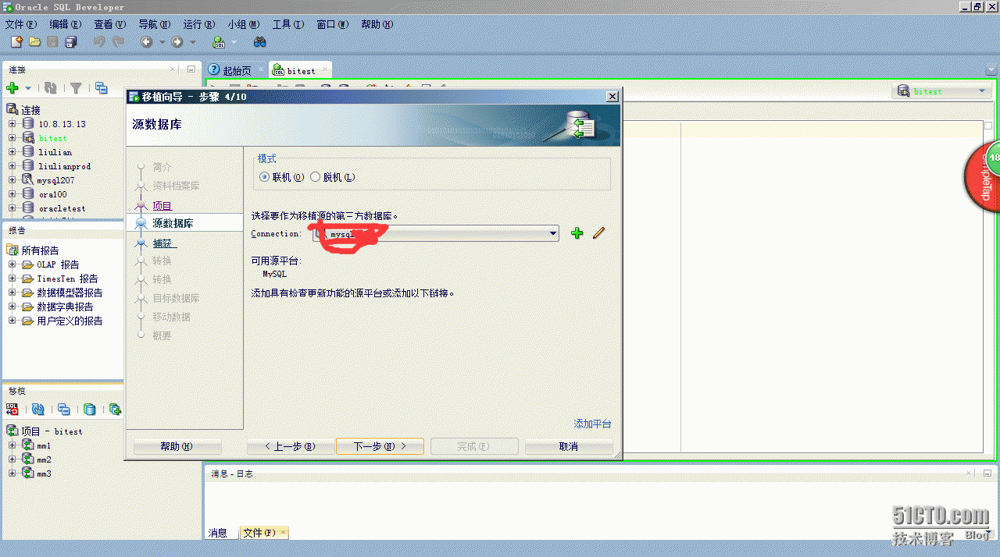 Oracle SQL Developer
文件(F) 编辑(E) 查看(V) 导航(N) 运行(R) 小组(M) 工具(I) 窗口(W) 帮助(H)
连接
起始页
bitest
bitest
连接
10.8.13.13
bitest
liulian
liulianprod
mysql207
ora100
oracletest
报告
所有报告
OLAP 报告
TimesTen 报告
数据模型器报告
数据字典报告
用户定义的报告
移植
项目 - bitest
mm1
mm2
mm3
移植向导 - 步骤 4/10
源数据库
简介
资料档案库
项目
源数据库
捕获
转换
转换
目标数据库
移动数据
概要
模式
联机(O) 脱机(L)
选择要作为移植源的第三方数据库。
Connection:
可用源平台:
MySQL
添加具有检查更新功能的源平台或添加以下链接。
添加平台
帮助(H) < 上一步(B) 下一步(N) > 完成(F) 取消
消息 - 日志
消息 文件(F)
48
SimpleTap
51CTO.com
技术博客 Blog